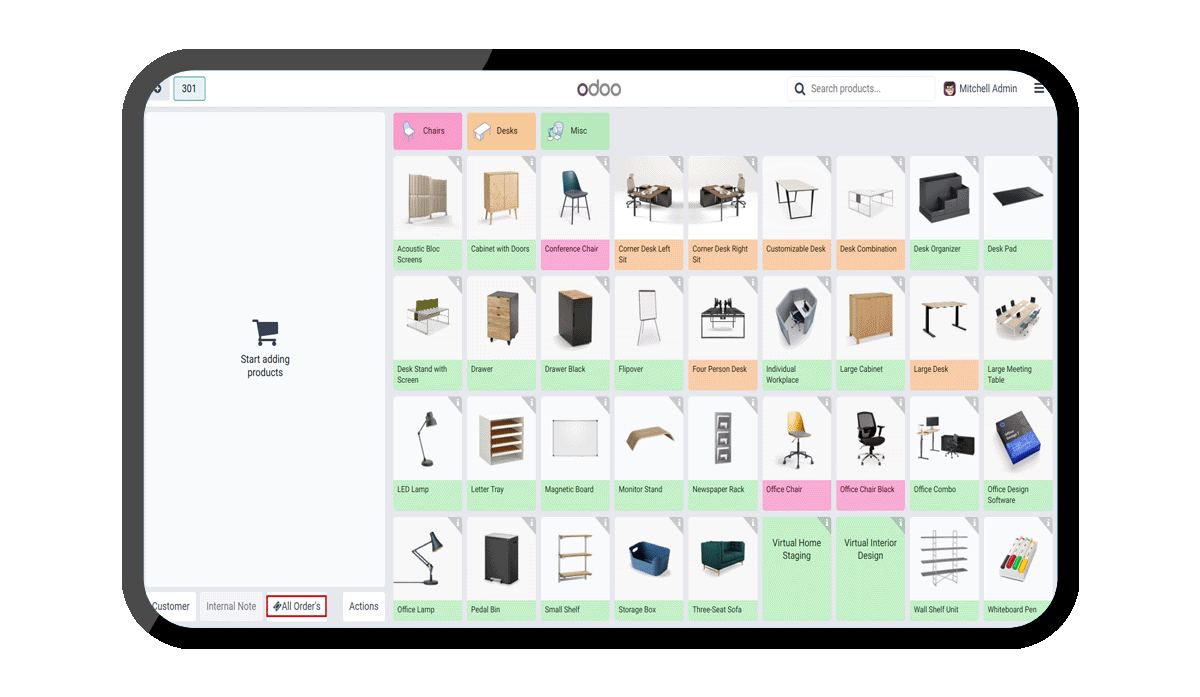 301
odoo
Search products...
Mitchell Admin
Chairs
Desks
Misc
Start adding
products
Acoustic Bloc
Screens
Cabinet with Doors
Conference Chair
Corner Desk Left
Sit
Corner Desk Right
Sit
Customizable Desk
Desk Combination
Desk Organizer
Desk Pad
Desk Stand with
Screen
Drawer
Drawer Black
Flipover
Four Person Desk
Individual
Workplace
Large Cabinet
Large Desk
Large Meeting
Table
LED Lamp
Letter Tray
Magnetic Board
Monitor Stand
Newspaper Rack
Office Chair
Office Chair Black
Office Combo
Office Design
Software
Office Lamp
Pedal Bin
Small Shelf
Storage Box
Three-Seat Sofa
Virtual Home
Staging
Virtual Interior
Design
Wall Shelf Unit
Whiteboard Pen
Customer
Internal Note
All Order's
Actions